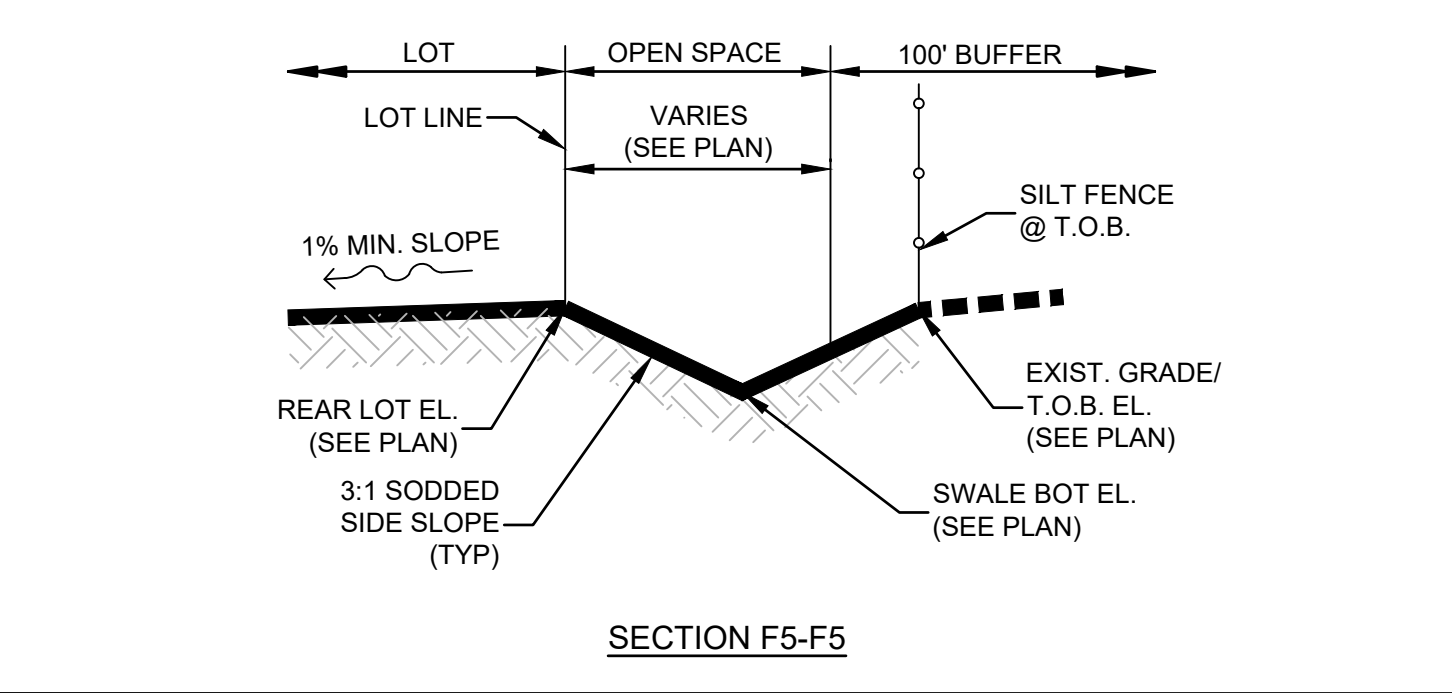 LOT
OPEN SPACE
100' BUFFER
LOT LINE
VARIES
(SEE PLAN)
SILT FENCE
@ T.O.B.
1% MIN. SLOPE
EXIST. GRADE/
T.O.B. EL.
(SEE PLAN)
REAR LOT EL.
(SEE PLAN)
3:1 SODDED
SIDE SLOPE
(TYP)
SWALE BOT EL.
(SEE PLAN)
SECTION F5-F5